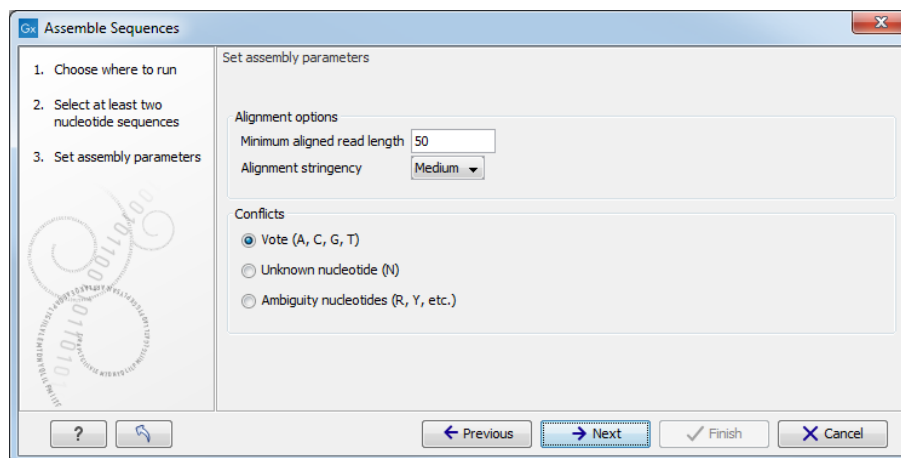 Gx Assemble Sequences
1. Choose where to run
2. Select at least two
nucleotide sequences
3. Set assembly parameters
Set assembly parameters
Alignment options
Minimum aligned read length 50
Alignment stringency Medium
Conflicts
Vote (A, C, G, T)
Unknown nucleotide (N)
Ambiguity nucleotides (R, Y, etc.)
? Previous Next Finish Cancel